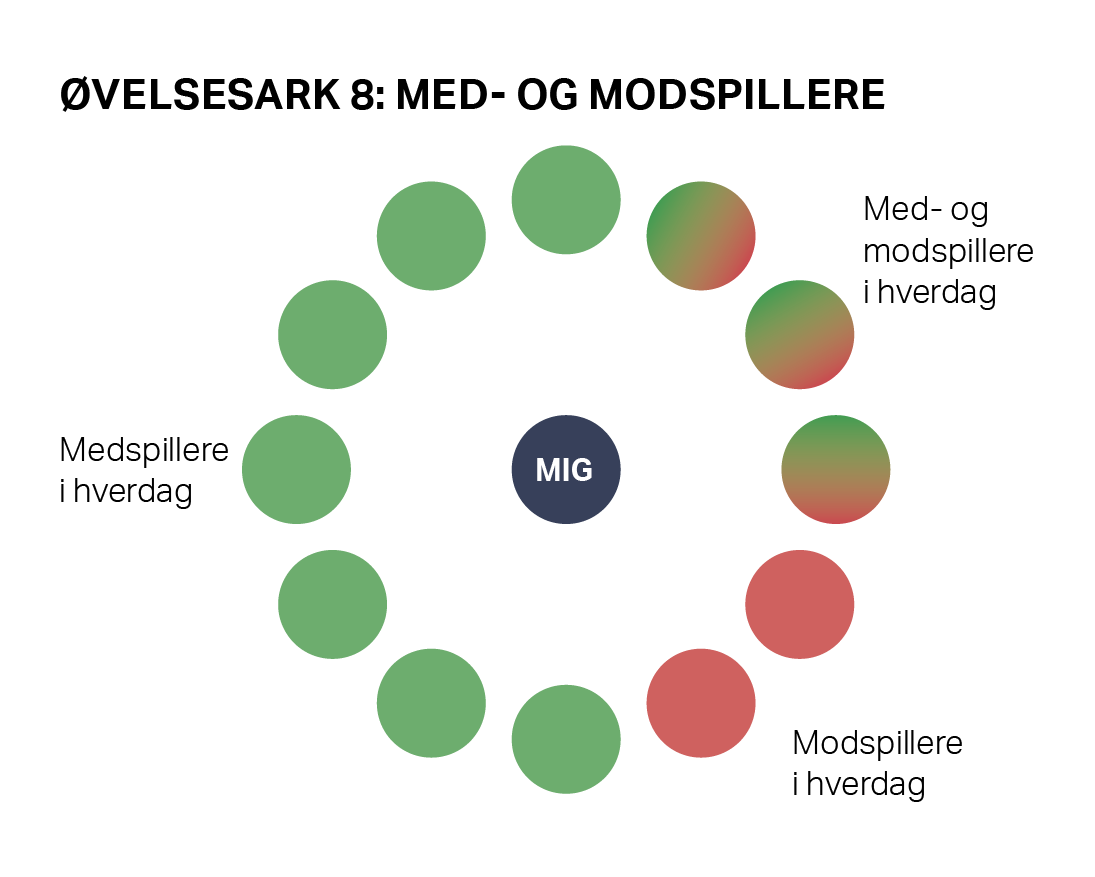 ØVELSESARK 8: MED- OG MODSPILLERE
Med- og
modspillere
i hverdag
Medspillere
i hverdag
MIG
Modspillere
i hverdag